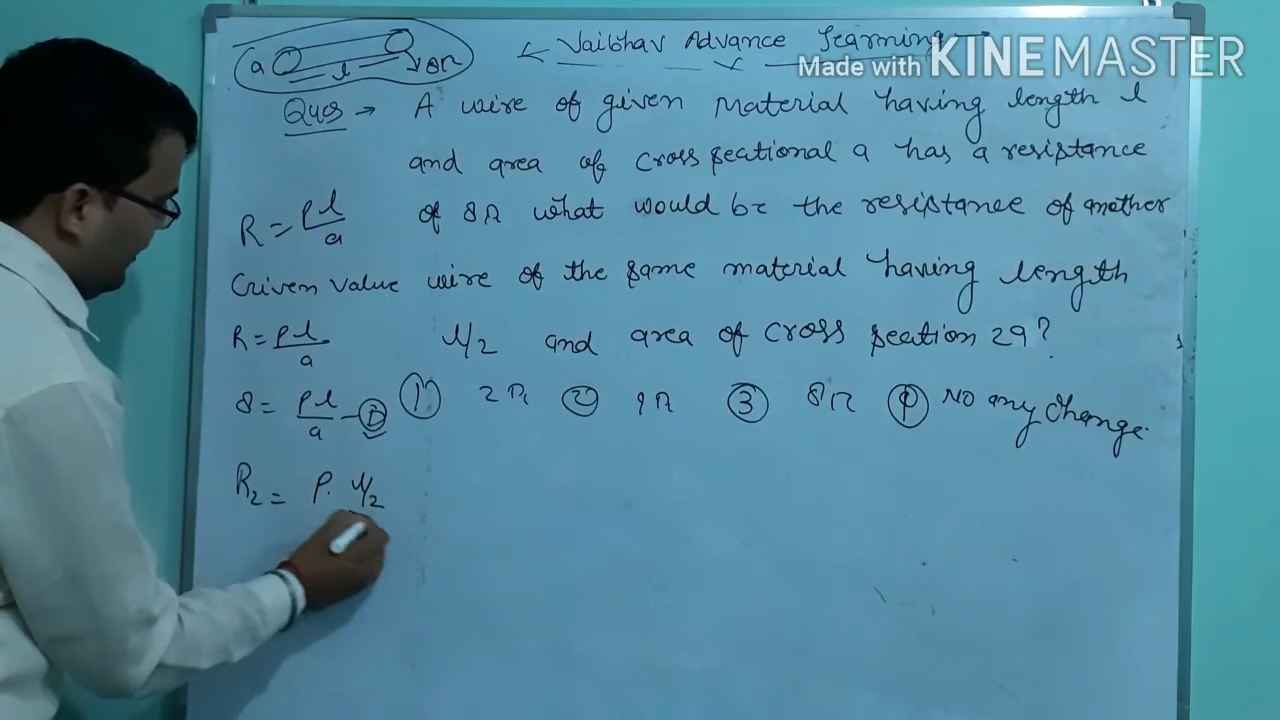 ← Vaibhav Advance Learning →
Made with KINEMASTER
a l 8Ω
Ques → A wire of given Material having length l
and area of cross sectional a has a resistance
of 8Ω what would be the resistance of another
wire of the same material having length
l/2 and area of cross section 2a?
① 2Ω ② 4Ω ③ 8Ω ④ No any change.
R = ρl/a
Given value
R = ρl/a
8 = ρl/a - ①
R₂ = ρ. l/2